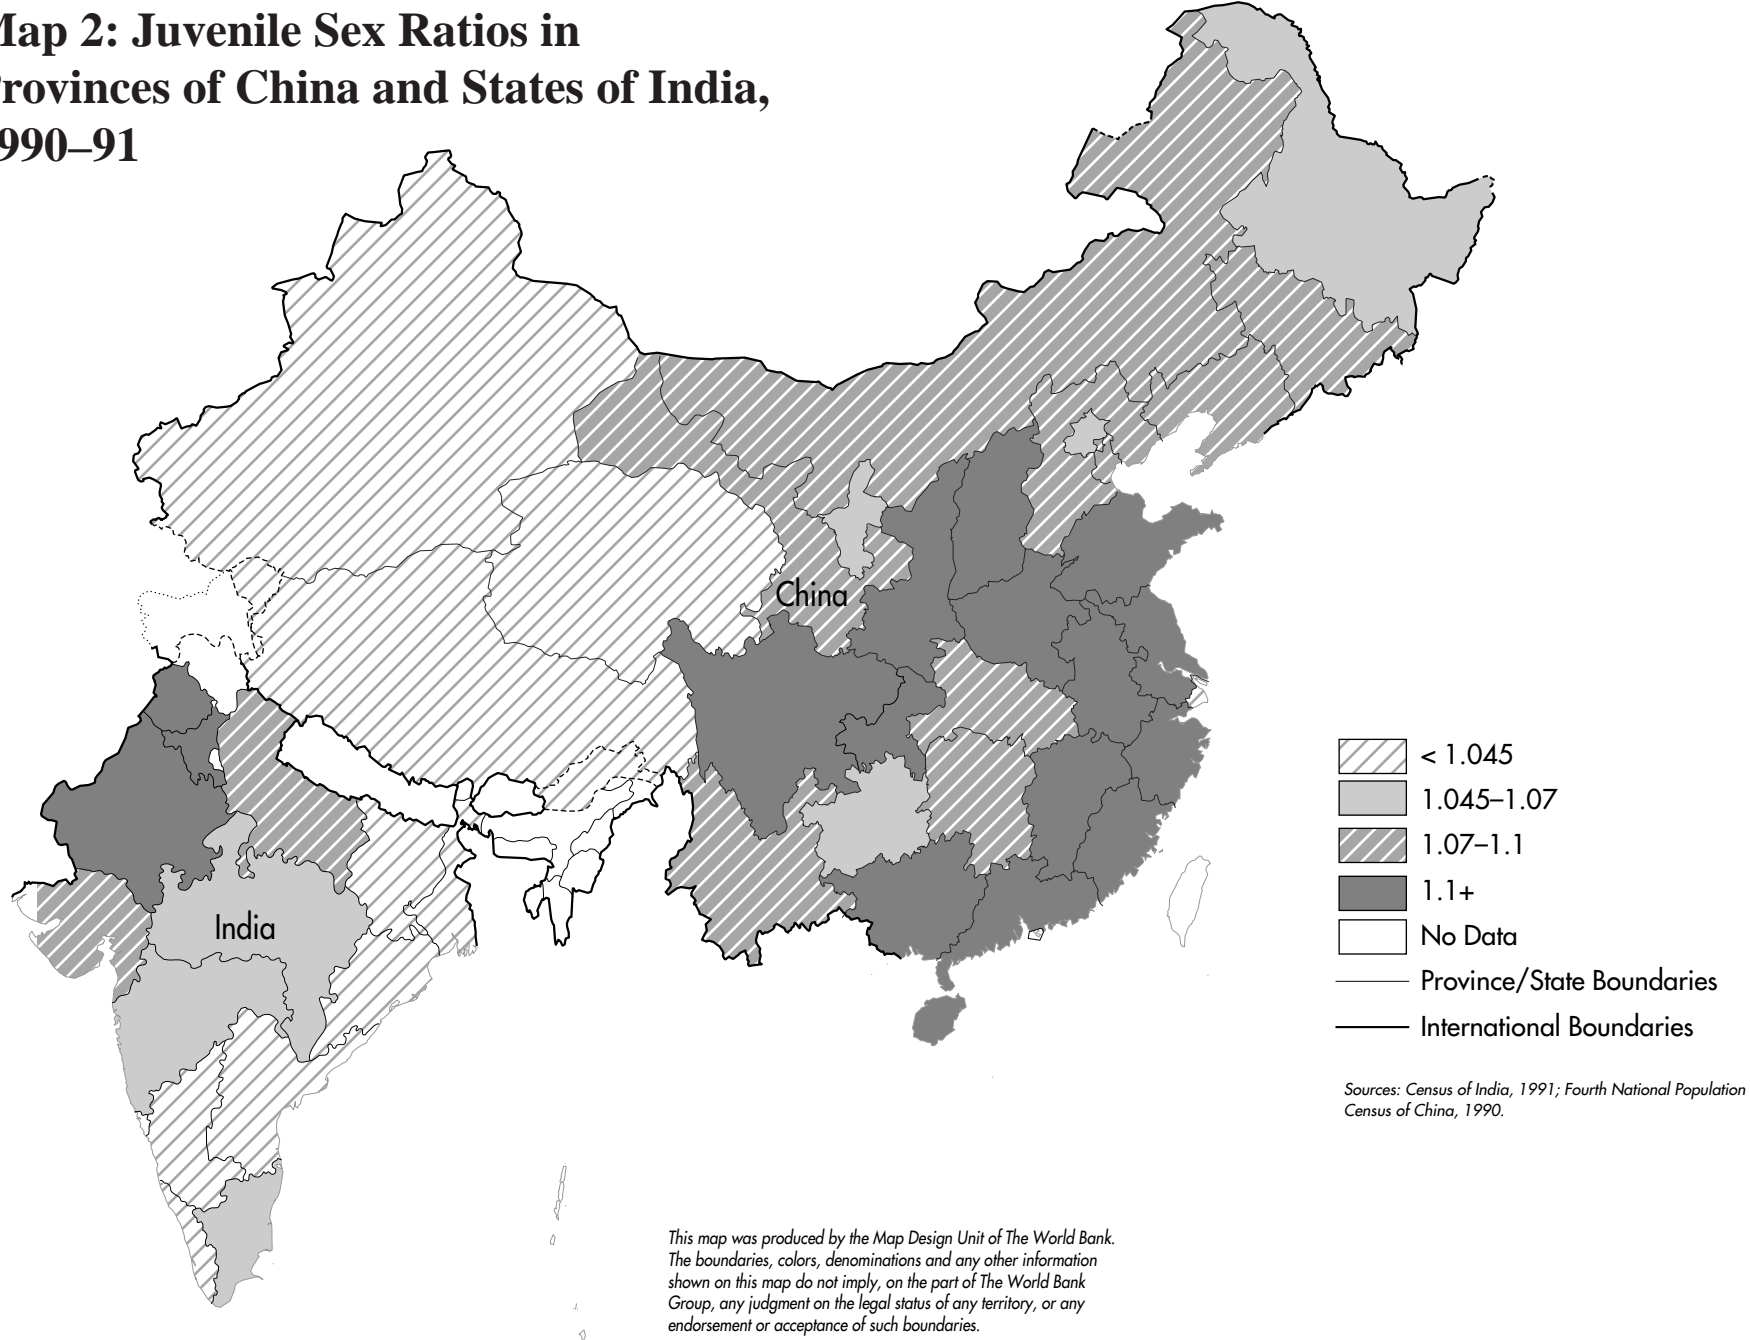 Map 2: Juvenile Sex Ratios in
Provinces of China and States of India,
1990–91
China
India
< 1.045
1.045–1.07
1.07–1.1
1.1+
No Data
Province/State Boundaries
International Boundaries
Sources: Census of India, 1991; Fourth National Population
Census of China, 1990.
This map was produced by the Map Design Unit of The World Bank.
The boundaries, colors, denominations and any other information
shown on this map do not imply, on the part of The World Bank
Group, any judgment on the legal status of any territory, or any
endorsement or acceptance of such boundaries.